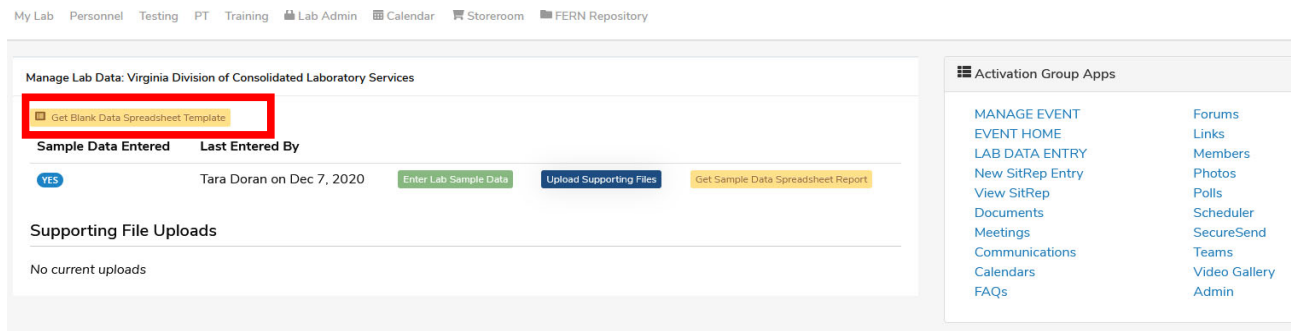 My Lab Personnel Testing PT Training Lab Admin Calendar Storeroom FERN Repository
Manage Lab Data: Virginia Division of Consolidated Laboratory Services
Get Blank Data Spreadsheet Template
Sample Data Entered Last Entered By
YES Tara Doran on Dec 7, 2020 Enter Lab Sample Data Upload Supporting Files Get Sample Data Spreadsheet Report
Supporting File Uploads
No current uploads
Activation Group Apps
MANAGE EVENT Forums
EVENT HOME Links
LAB DATA ENTRY Members
New SitRep Entry Photos
View SitRep Polls
Documents Scheduler
Meetings SecureSend
Communications Teams
Calendars Video Gallery
FAQs Admin